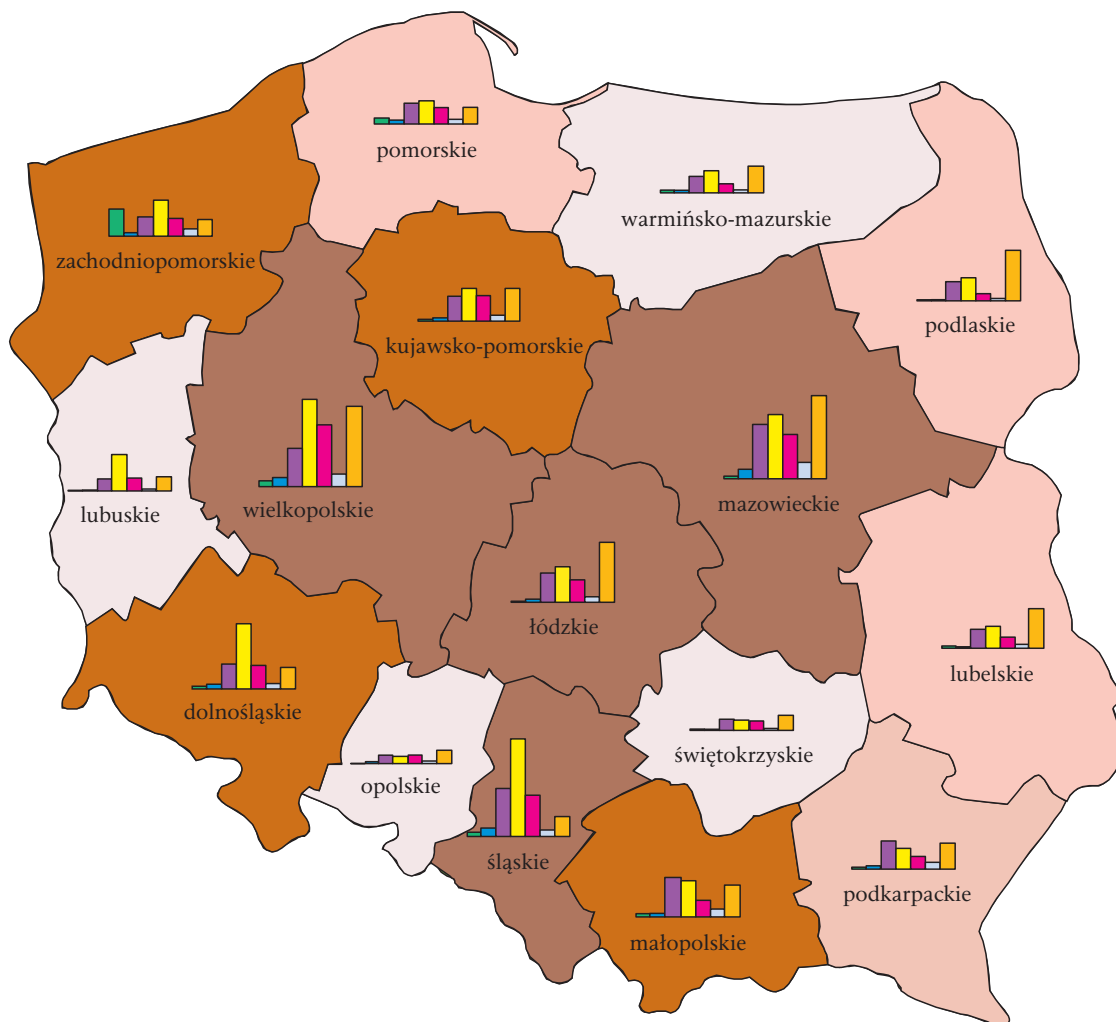 pomorskie
warmińsko-mazurskie
zachodniopomorskie
podlaskie
kujawsko-pomorskie
lubuskie
wielkopolskie
mazowieckie
łódzkie
lubelskie
dolnośląskie
świętokrzyskie
opolskie
śląskie
podkarpackie
małopolskie